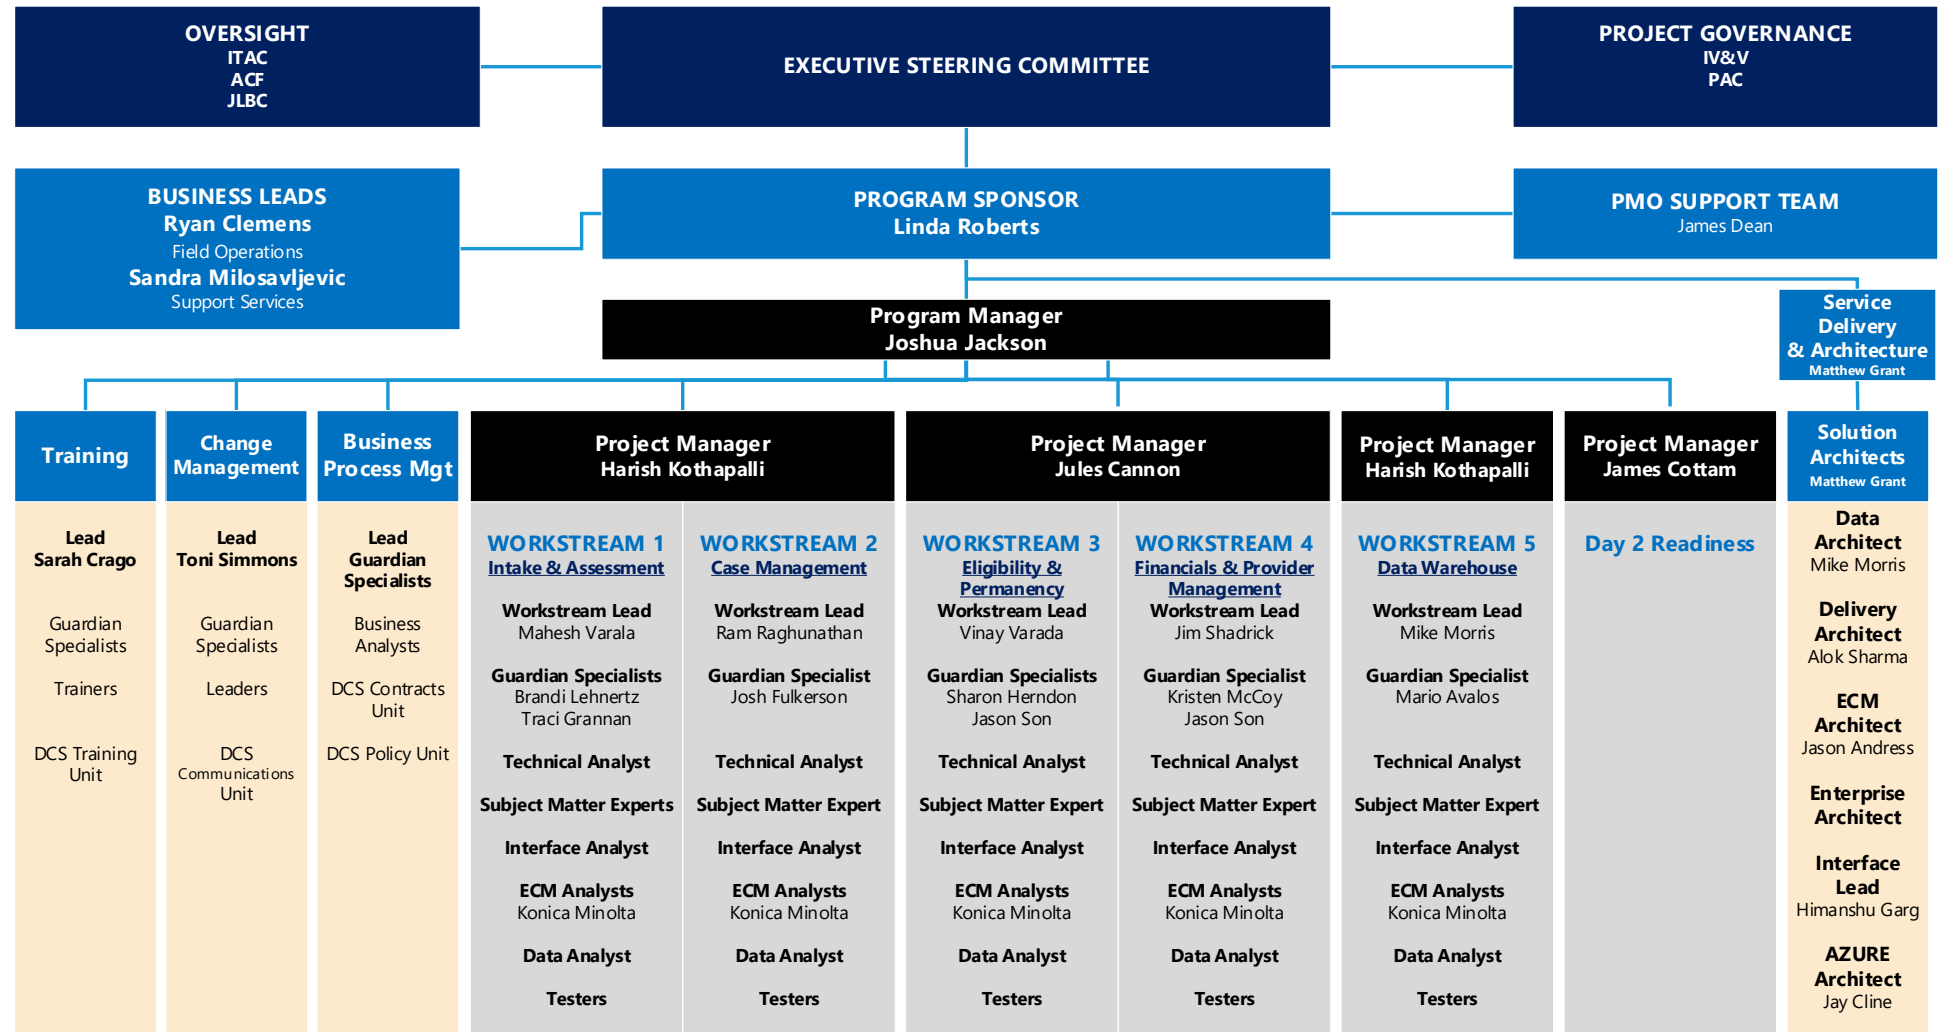 OVERSIGHT
ITAC
ACF
JLBC
EXECUTIVE STEERING COMMITTEE
PROJECT GOVERNANCE
IV&V
PAC
BUSINESS LEADS
Ryan Clemens
Field Operations
Sandra Milosavljevic
Support Services
PROGRAM SPONSOR
Linda Roberts
PMO SUPPORT TEAM
James Dean
Program Manager
Joshua Jackson
Service
Delivery
& Architecture
Matthew Grant
Training
Change
Management
Business
Process Mgt
Project Manager
Harish Kothapalli
Project Manager
Jules Cannon
Project Manager
Harish Kothapalli
Project Manager
James Cottam
Solution
Architects
Matthew Grant
Lead
Sarah Crago
Guardian
Specialists
Trainers
DCS Training
Unit
Lead
Toni Simmons
Guardian
Specialists
Leaders
DCS
Communications
Unit
Lead
Guardian
Specialists
Business
Analysts
DCS Contracts
Unit
DCS Policy Unit
WORKSTREAM 1
Intake & Assessment
Workstream Lead
Mahesh Varala
Guardian Specialists
Brandi Lehnertz
Traci Grannan
Technical Analyst
Subject Matter Experts
Interface Analyst
ECM Analysts
Konica Minolta
Data Analyst
Testers
WORKSTREAM 2
Case Management
Workstream Lead
Ram Raghunathan
Guardian Specialist
Josh Fulkerson
Technical Analyst
Subject Matter Expert
Interface Analyst
ECM Analysts
Konica Minolta
Data Analyst
Testers
WORKSTREAM 3
Eligibility &
Permanency
Workstream Lead
Vinay Varada
Guardian Specialists
Sharon Herndon
Jason Son
Technical Analyst
Subject Matter Expert
Interface Analyst
ECM Analysts
Konica Minolta
Data Analyst
Testers
WORKSTREAM 4
Financials & Provider
Management
Workstream Lead
Jim Shadrick
Guardian Specialist
Kristen McCoy
Jason Son
Technical Analyst
Subject Matter Expert
Interface Analyst
ECM Analysts
Konica Minolta
Data Analyst
Testers
WORKSTREAM 5
Data Warehouse
Workstream Lead
Mike Morris
Guardian Specialist
Mario Avalos
Technical Analyst
Subject Matter Expert
Interface Analyst
ECM Analysts
Konica Minolta
Data Analyst
Testers
Day 2 Readiness
Data
Architect
Mike Morris
Delivery
Architect
Alok Sharma
ECM
Architect
Jason Andress
Enterprise
Architect
Interface
Lead
Himanshu Garg
AZURE
Architect
Jay Cline